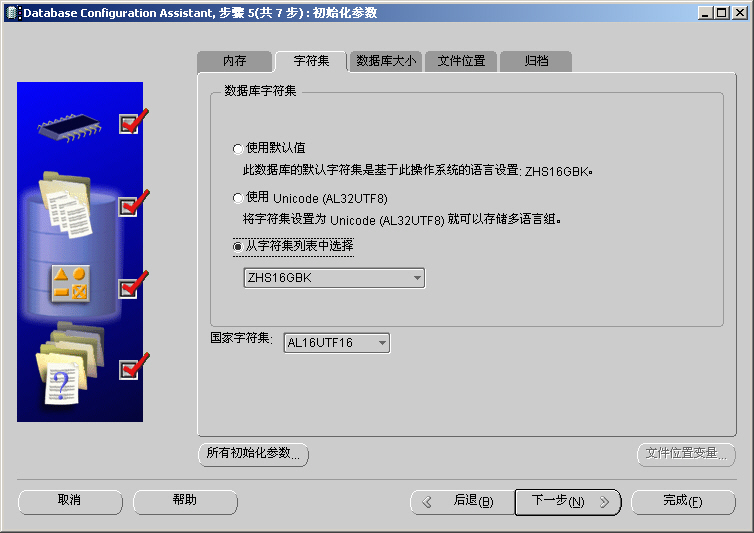 Database Configuration Assistant, 步骤 5(共 7 步) : 初始化参数
内存
字符集
数据库大小
文件位置
归档
数据库字符集
使用默认值
此数据库的默认字符集是基于此操作系统的语言设置: ZHS16GBK。
使用 Unicode (AL32UTF8)
将字符集设置为 Unicode (AL32UTF8) 就可以存储多语言组。
从字符集列表中选择
ZHS16GBK
国家字符集:
AL16UTF16
?
所有初始化参数...
文件位置变量...
取消
帮助
后退(B)
下一步(N)
完成(F)